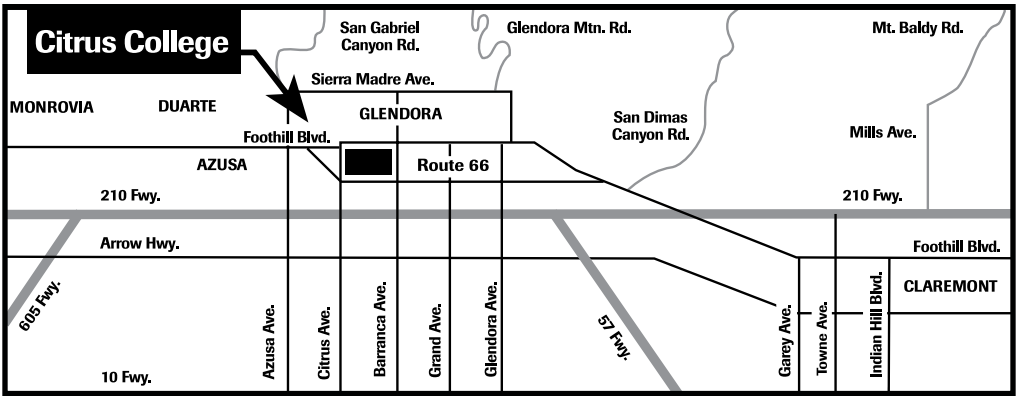 Citrus College
San Gabriel
Canyon Rd.
Glendora Mtn. Rd.
Mt. Baldy Rd.
Sierra Madre Ave.
MONROVIA
DUARTE
GLENDORA
San Dimas
Canyon Rd.
Mills Ave.
Foothill Blvd.
AZUSA
Route 66
210 Fwy.
210 Fwy.
Arrow Hwy.
Foothill Blvd.
CLAREMONT
605 Fwy.
Azusa Ave.
Citrus Ave.
Barranca Ave.
Grand Ave.
Glendora Ave.
57 Fwy.
Garey Ave.
Towne Ave.
Indian Hill Blvd.
10 Fwy.